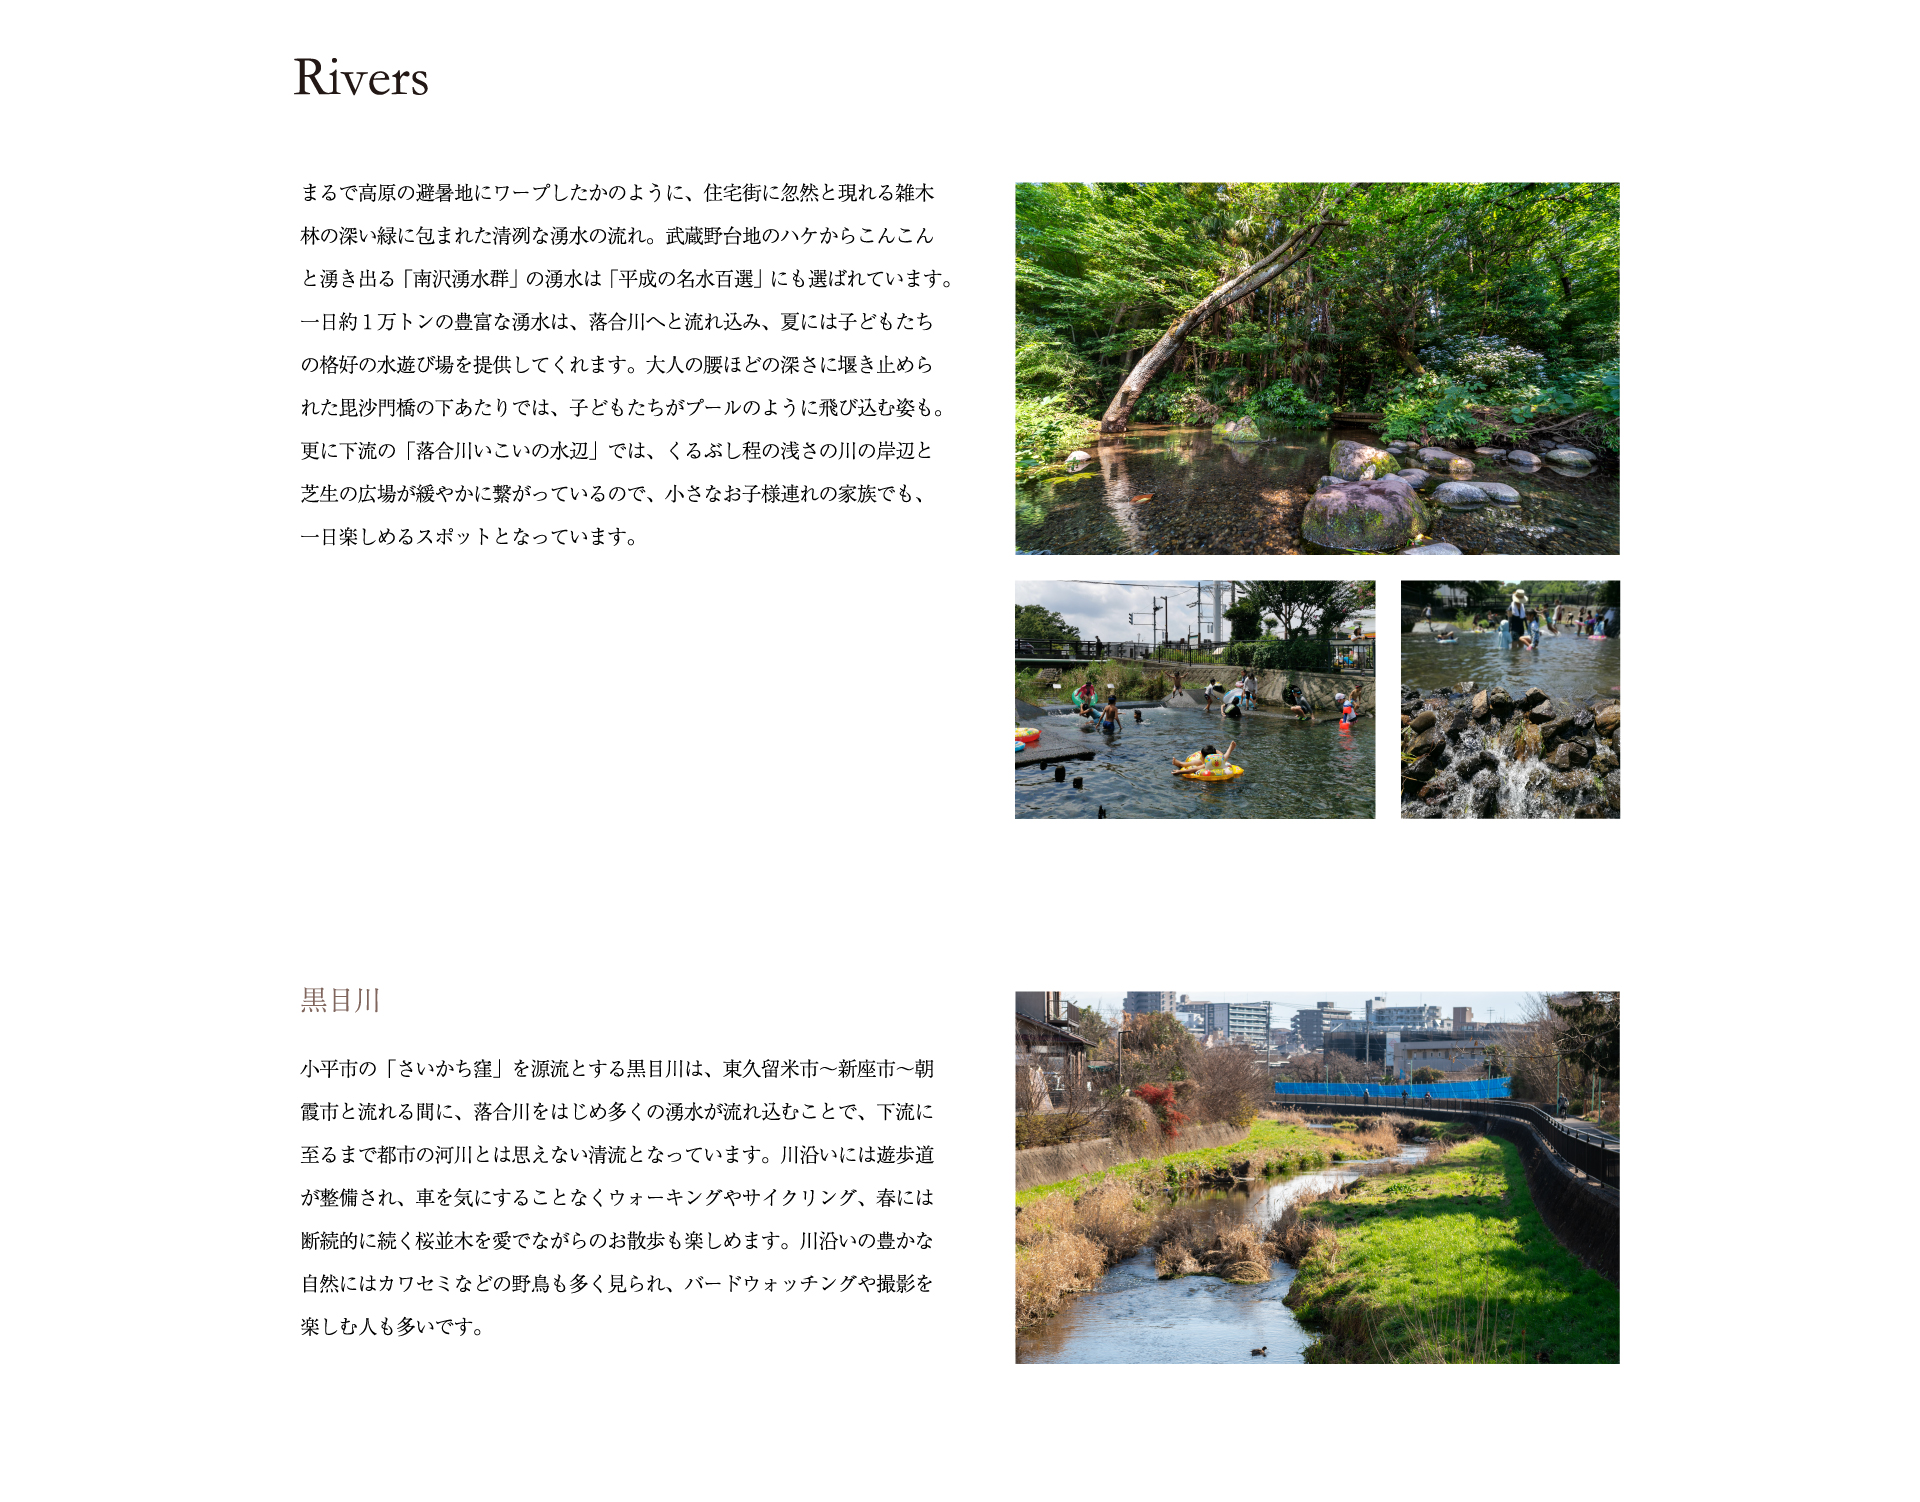 Rivers
まるで高原の避暑地にワープしたかのように、住宅街に忽然と現れる雑木
林の深い緑に包まれた清冽な湧水の流れ。武蔵野台地のハケからこんこん
と湧き出る「南沢湧水群」の湧水は「平成の名水百選」にも選ばれています。
一日約１万トンの豊富な湧水は、落合川へと流れ込み、夏には子どもたち
の格好の水遊び場を提供してくれます。大人の腰ほどの深さに堰き止めら
れた毘沙門橋の下あたりでは、子どもたちがプールのように飛び込む姿も。
更に下流の「落合川いこいの水辺」では、くるぶし程の浅さの川の岸辺と
芝生の広場が緩やかに繋がっているので、小さなお子様連れの家族でも、
一日楽しめるスポットとなっています。
黒目川
小平市の「さいかち窪」を源流とする黒目川は、東久留米市〜新座市〜朝
霞市と流れる間に、落合川をはじめ多くの湧水が流れ込むことで、下流に
至るまで都市の河川とは思えない清流となっています。川沿いには遊歩道
が整備され、車を気にすることなくウォーキングやサイクリング、春には
断続的に続く桜並木を愛でながらのお散歩も楽しめます。川沿いの豊かな
自然にはカワセミなどの野鳥も多く見られ、バードウォッチングや撮影を
楽しむ人も多いです。